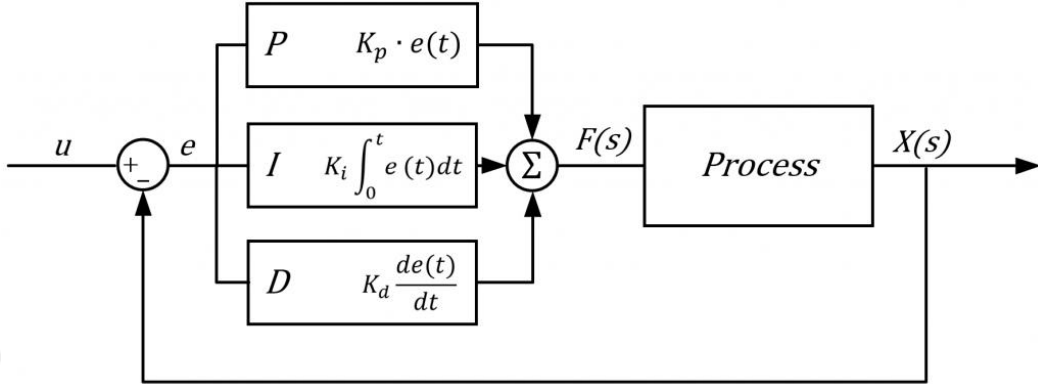 P K_p · e(t)
u + − e I K_i ∫_0^t e (t)dt Σ F(s) Process X(s)
D K_d de(t)/dt